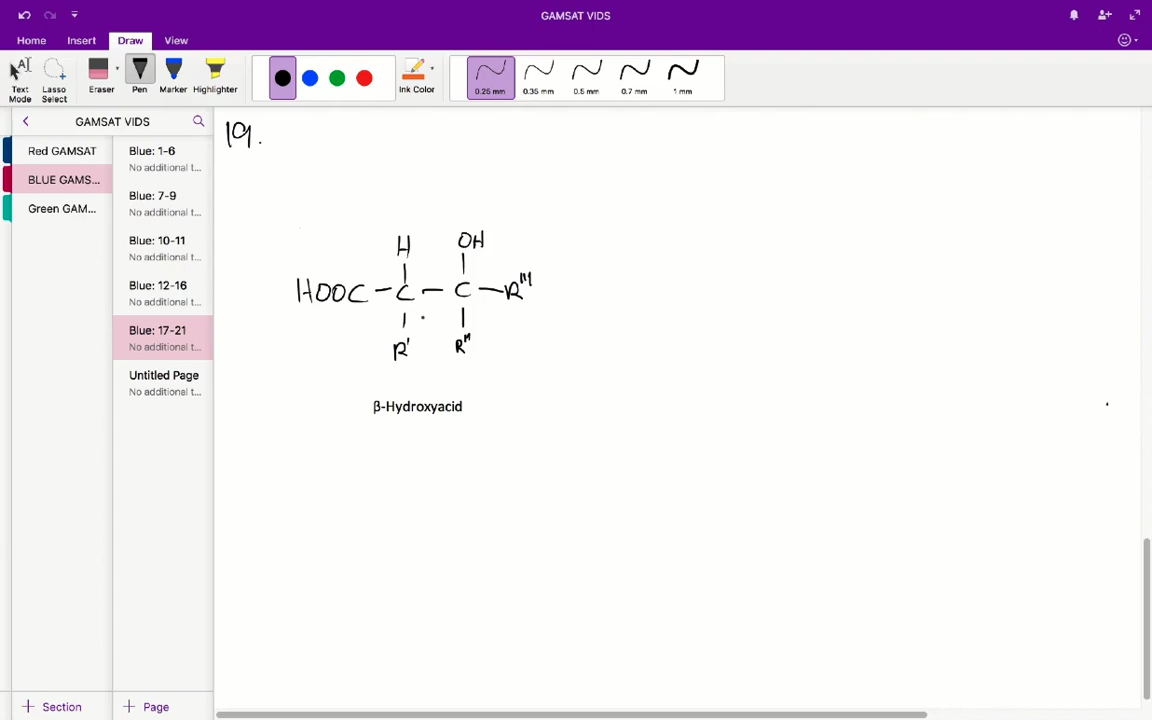 GAMSAT VIDS
Home Insert Draw View
Text Mode
Lasso Select
Eraser
Pen
Marker
Highlighter
Ink Color
0.25 mm 0.35 mm 0.5 mm 0.7 mm 1 mm
GAMSAT VIDS
Red GAMSAT
BLUE GAMS...
Green GAM...
Blue: 1-6
No additional t...
Blue: 7-9
No additional t...
Blue: 10-11
No additional t...
Blue: 12-16
No additional t...
Blue: 17-21
No additional t...
Untitled Page
No additional t...
+ Section
+ Page
19.
H OH
HOOC - C - C - R'''
R' R''
β-Hydroxyacid